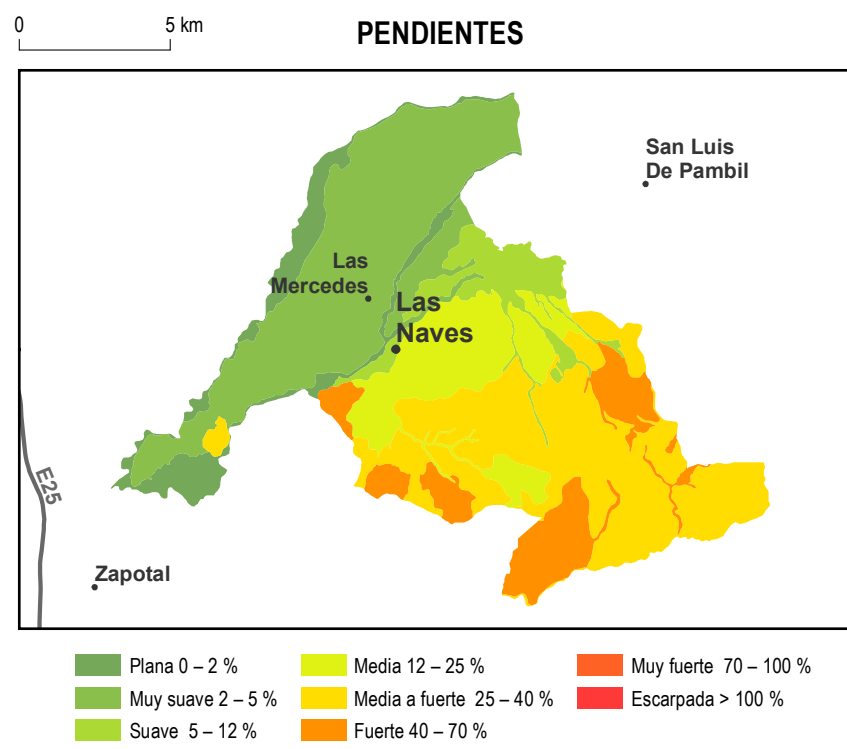 0 5 km
PENDIENTES
San Luis
De Pambil
Las
Mercedes
Las
Naves
E25
Zapotal
Plana 0 – 2 %
Muy suave 2 – 5 %
Suave 5 – 12 %
Media 12 – 25 %
Media a fuerte 25 – 40 %
Fuerte 40 – 70 %
Muy fuerte 70 – 100 %
Escarpada > 100 %